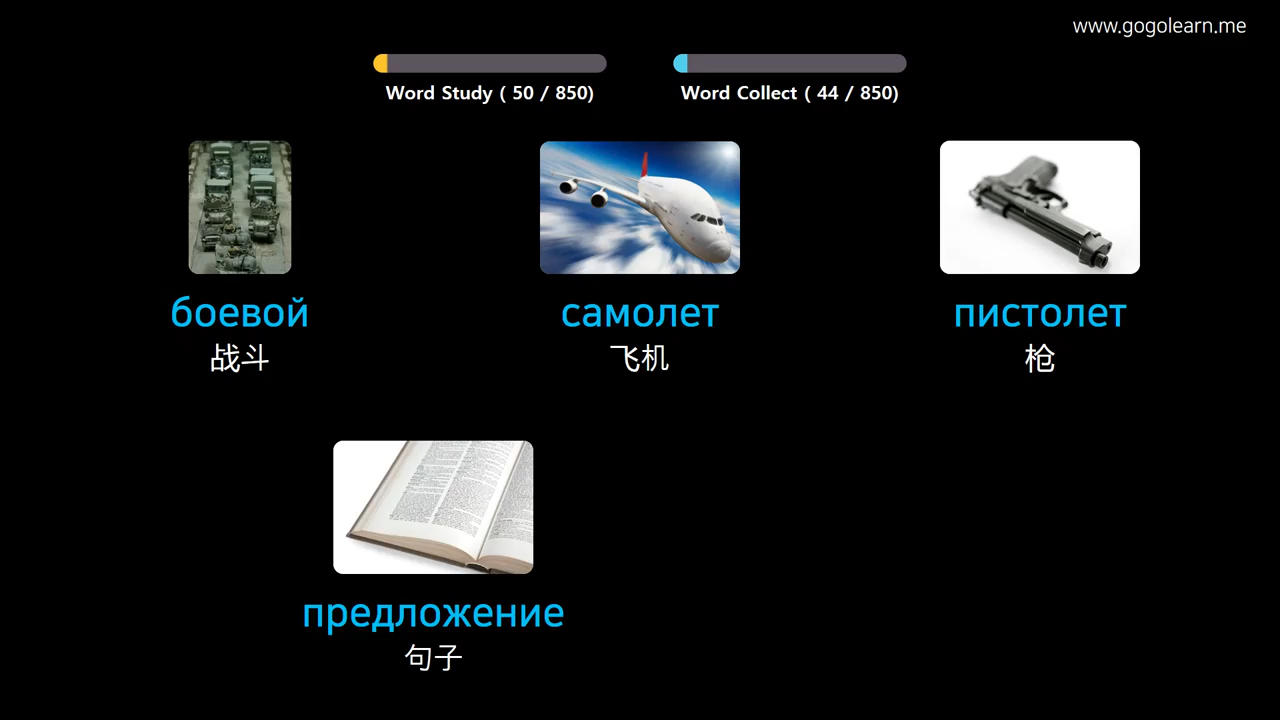 www.gogolearn.me
Word Study ( 50 / 850)
Word Collect ( 44 / 850)
боевой
战斗
самолет
飞机
пистолет
枪
предложение
句子